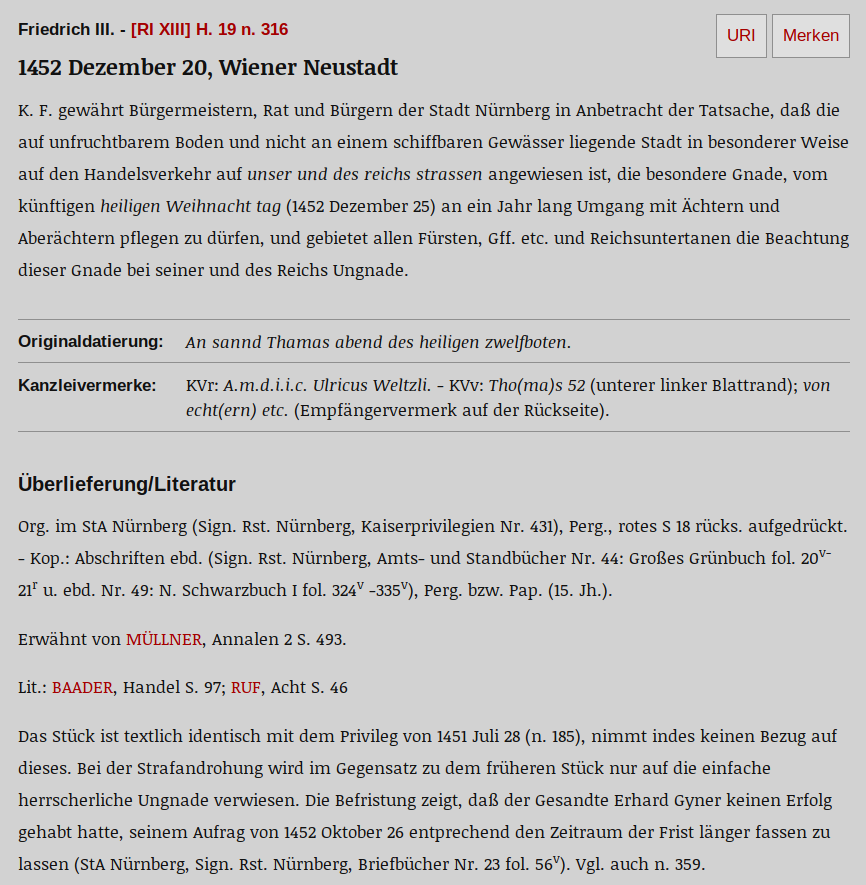 Friedrich III. - [RI XIII] H. 19 n. 316
URI
Merken
1452 Dezember 20, Wiener Neustadt
K. F. gewährt Bürgermeistern, Rat und Bürgern der Stadt Nürnberg in Anbetracht der Tatsache, daß die
auf unfruchtbarem Boden und nicht an einem schiffbaren Gewässer liegende Stadt in besonderer Weise
auf den Handelsverkehr auf unser und des reichs strassen angewiesen ist, die besondere Gnade, vom
künftigen heiligen Weihnacht tag (1452 Dezember 25) an ein Jahr lang Umgang mit Ächtern und
Aberächtern pflegen zu dürfen, und gebietet allen Fürsten, Gff. etc. und Reichsuntertanen die Beachtung
dieser Gnade bei seiner und des Reichs Ungnade.
Originaldatierung: An sannd Thamas abend des heiligen zwelfboten.
Kanzleivermerke: KVr: A.m.d.i.i.c. Ulricus Weltzli. - KVv: Tho(ma)s 52 (unterer linker Blattrand); von
echt(ern) etc. (Empfängervermerk auf der Rückseite).
Überlieferung/Literatur
Org. im StA Nürnberg (Sign. Rst. Nürnberg, Kaiserprivilegien Nr. 431), Perg., rotes S 18 rücks. aufgedrückt.
- Kop.: Abschriften ebd. (Sign. Rst. Nürnberg, Amts- und Standbücher Nr. 44: Großes Grünbuch fol. 20v-
21r u. ebd. Nr. 49: N. Schwarzbuch I fol. 324v -335v), Perg. bzw. Pap. (15. Jh.).
Erwähnt von MÜLLNER, Annalen 2 S. 493.
Lit.: BAADER, Handel S. 97; RUF, Acht S. 46
Das Stück ist textlich identisch mit dem Privileg von 1451 Juli 28 (n. 185), nimmt indes keinen Bezug auf
dieses. Bei der Strafandrohung wird im Gegensatz zu dem früheren Stück nur auf die einfache
herrscherliche Ungnade verwiesen. Die Befristung zeigt, daß der Gesandte Erhard Gyner keinen Erfolg
gehabt hatte, seinem Aufrag von 1452 Oktober 26 entprechend den Zeitraum der Frist länger fassen zu
lassen (StA Nürnberg, Sign. Rst. Nürnberg, Briefbücher Nr. 23 fol. 56v). Vgl. auch n. 359.